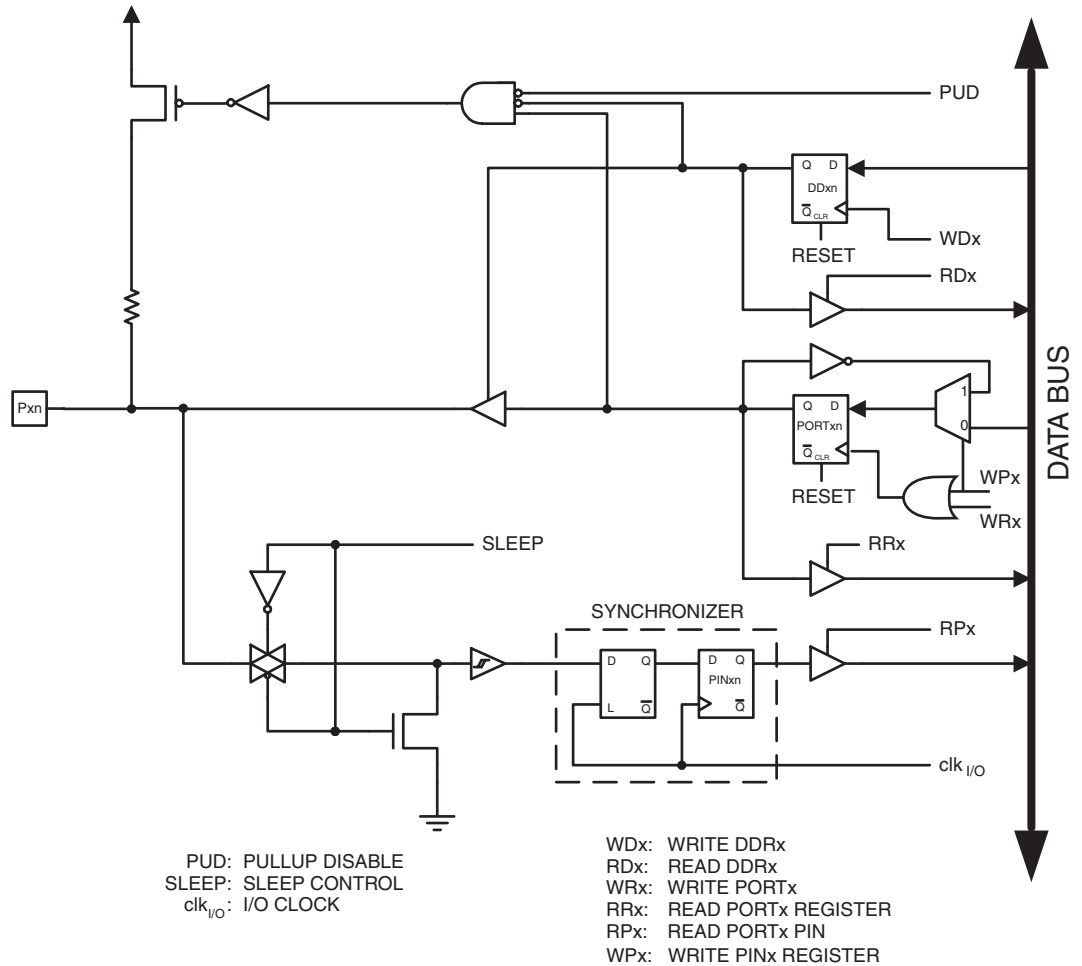 PUD
Q D
DDxn
Q CLR
WDx
RESET
RDx
Pxn
1
Q D
PORTxn
0
Q CLR
WPx
RESET
WRx
DATA BUS
SLEEP
RRx
SYNCHRONIZER
RPx
D Q
D Q
PINxn
L Q
Q
clk I/O
PUD: PULLUP DISABLE
SLEEP: SLEEP CONTROL
clk I/O: I/O CLOCK
WDx: WRITE DDRx
RDx: READ DDRx
WRx: WRITE PORTx
RRx: READ PORTx REGISTER
RPx: READ PORTx PIN
WPx: WRITE PINx REGISTER